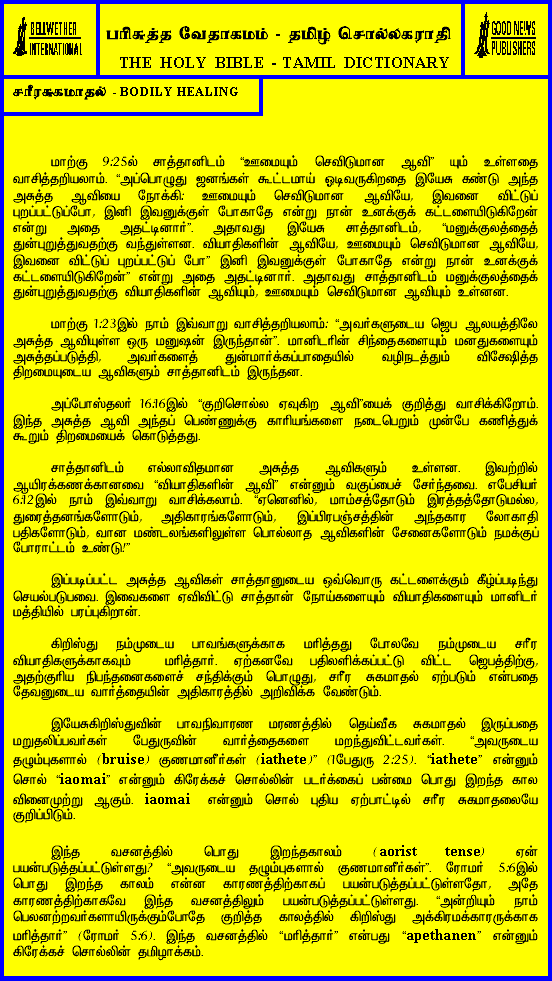 BELLWETHER
INTERNATIONAL
பரிசுத்த வேதாகமம் - தமிழ் சொல்லகராதி
THE HOLY BIBLE - TAMIL DICTIONARY
GOOD NEWS
PUBLISHERS
சரீரசுகமாதல் - BODILY HEALING
மாற்கு 9:25ல் சாத்தானிடம் “ஊமையும் செவிடுமான ஆவி” யும் உள்ளதை
வாசித்தறியலாம். “அப்பொழுது ஜனங்கள் கூட்டமாய் ஓடிவருகிறதை இயேசு கண்டு அந்த
அசுத்த ஆவியை நோக்கி: ஊமையும் செவிடுமான ஆவியே, இவனை விட்டுப்
புறப்பட்டுப்போ, இனி இவனுக்குள் போகாதே என்று நான் உனக்குக் கட்டளையிடுகிறேன்
என்று அதை அதட்டினார்”. அதாவது இயேசு சாத்தானிடம், “மனுக்குலத்தைத்
துன்புறுத்துவதற்கு வந்துள்ளன. வியாதிகளின் ஆவியே, ஊமையும் செவிடுமான ஆவியே,
இவனை விட்டுப் புறப்பட்டுப் போ” இனி இவனுக்குள் போகாதே என்று நான் உனக்குக்
கட்டளையிடுகிறேன்” என்று அதை அதட்டினார். அதாவது சாத்தானிடம் மனுக்குலத்தைத்
துன்புறுத்துவதற்கு வியாதிகளின் ஆவியும், ஊமையும் செவிடுமான ஆவியும் உள்ளன.
மாற்கு 1:23இல் நாம் இவ்வாறு வாசித்தறியலாம்: “அவர்களுடைய ஜெப ஆலயத்திலே
அசுத்த ஆவியுள்ள ஒரு மனுஷன் இருந்தான்”. மானிடரின் சிந்தைகளையும் மனதுகளையும்
அசுத்தப்படுத்தி, அவர்களைத் துன்மார்க்கப்பாதையில் வழிநடத்தும் விசேஷித்த
திறமையுடைய ஆவிகளும் சாத்தானிடம் இருந்தன.
அப்போஸ்தலர் 16:16இல் “குறிசொல்ல ஏவுகிற ஆவி”யைக் குறித்து வாசிக்கிறோம்.
இந்த அசுத்த ஆவி அந்தப் பெண்ணுக்கு காரியங்களை நடைபெறும் முன்பே கணித்துக்
கூறும் திறமையைக் கொடுத்தது.
சாத்தானிடம் எல்லாவிதமான அசுத்த ஆவிகளும் உள்ளன. இவற்றில்
ஆயிரக்கணக்கானவை “வியாதிகளின் ஆவி” என்னும் வகுப்பைச் சேர்ந்தவை. எபேசியர்
6:12இல் நாம் இவ்வாறு வாசிக்கலாம். “ஏனெனில், மாம்சத்தோடும் இரத்தத்தோடுமல்ல,
துரைத்தனங்களோடும், அதிகாரங்களோடும், இப்பிரபஞ்சத்தின் அந்தகார லோகாதி
பதிகளோடும், வான மண்டலங்களிலுள்ள பொல்லாத ஆவிகளின் சேனைகளோடும் நமக்குப்
போராட்டம் உண்டு!”
இப்படிப்பட்ட அசுத்த ஆவிகள் சாத்தானுடைய ஒவ்வொரு கட்டளைக்கும் கீழ்ப்படிந்து
செயல்படுபவை. இவைகளை ஏவிவிட்டு சாத்தான் நோய்களையும் வியாதிகளையும் மானிடர்
மத்தியில் பரப்புகிறான்.
கிறிஸ்து நம்முடைய பாவங்களுக்காக மரித்தது போலவே நம்முடைய சரீர
வியாதிகளுக்காகவும் மரித்தார். ஏற்கனவே பதிலளிக்கப்பட்டு விட்ட ஜெபத்திற்கு,
அதற்குரிய நிபந்தனைகளைச் சந்திக்கும் பொழுது, சரீர சுகமாதல் ஏற்படும் என்பதை
தேவனுடைய வார்த்தையின் அதிகாரத்தில் அறிவிக்க வேண்டும்.
இயேசுகிறிஸ்துவின் பாவநிவாரண மரணத்தில் தெய்வீக சுகமாதல் இருப்பதை
மறுதலிப்பவர்கள் பேதுருவின் வார்த்தைகளை மறந்துவிட்டவர்கள். “அவருடைய
தழும்புகளால் (bruise) குணமானீர்கள் (iathete)” (1பேதுரு 2:25). “iathete” என்னும்
சொல் “iaomai” என்னும் கிரேக்கச் சொல்லின் படர்க்கைப் பன்மை பொது இறந்த கால
வினைமுற்று ஆகும். iaomai என்னும் சொல் புதிய ஏற்பாட்டில் சரீர சுகமாதலையே
குறிப்பிடும்.
இந்த வசனத்தில் பொது இறந்தகாலம் (aorist tense) ஏன்
பயன்படுத்தப்பட்டுள்ளது? “அவருடைய தழும்புகளால் குணமானீர்கள்”. ரோமர் 5:6இல்
பொது இறந்த காலம் என்ன காரணத்திற்காகப் பயன்படுத்தப்பட்டுள்ளதோ, அதே
காரணத்திற்காகவே இந்த வசனத்திலும் பயன்படுத்தப்பட்டுள்ளது. “அன்றியும் நாம்
பெலனற்றவர்களாயிருக்கும்போதே குறித்த காலத்தில் கிறிஸ்து அக்கிரமக்காரருக்காக
மரித்தார்” (ரோமர் 5:6). இந்த வசனத்தில் “மரித்தார்” என்பது “apethanen” என்னும்
கிரேக்கச் சொல்லின் தமிழாக்கம்.